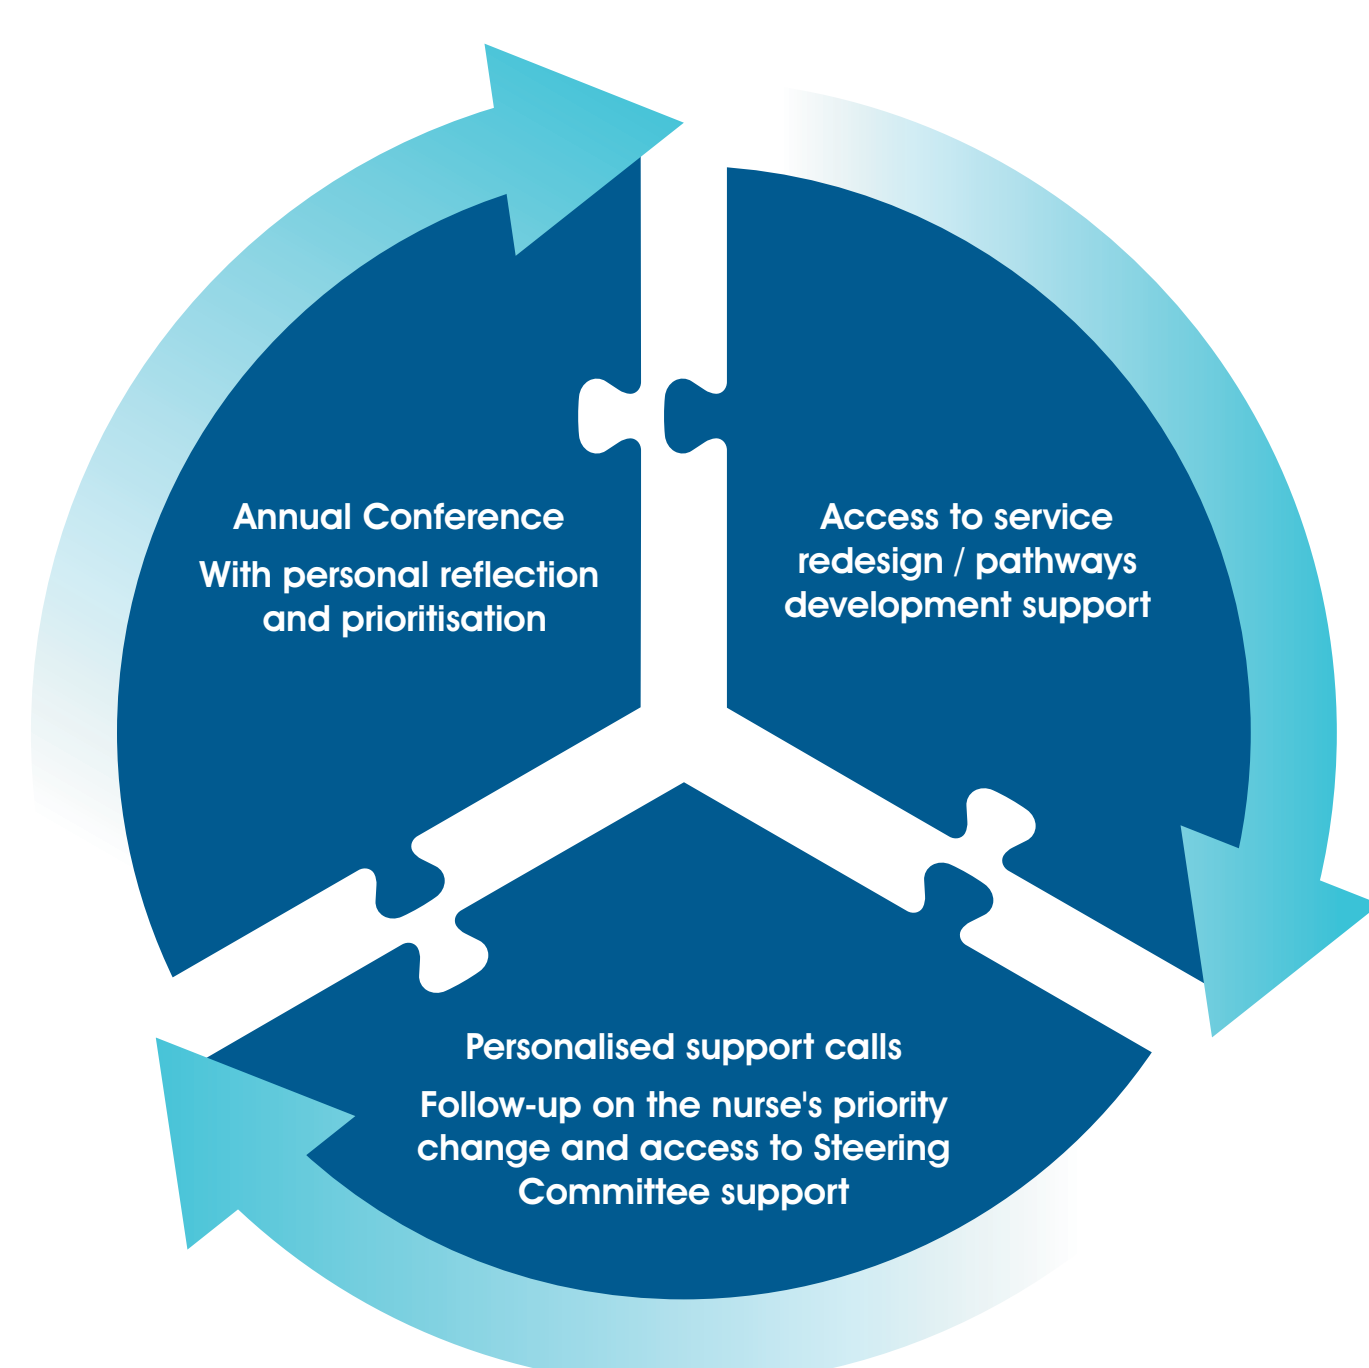 Annual Conference
With personal reflection
and prioritisation
Access to service
redesign / pathways
development support
Personalised support calls
Follow-up on the nurse's priority
change and access to Steering
Committee support